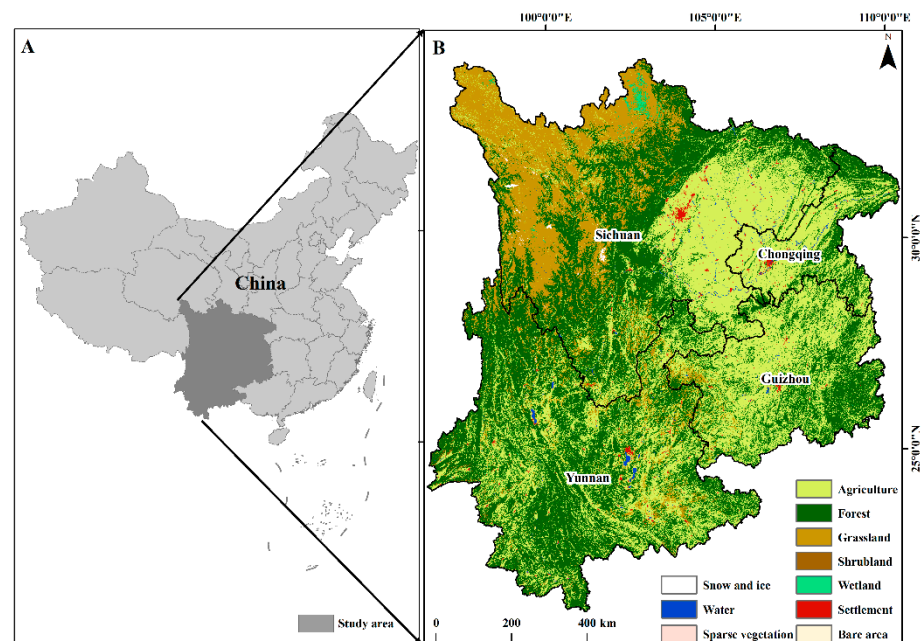 A
China
Study area
B
100°0'0"E
105°0'0"E
110°0'0"E
N
30°0'0"N
25°0'0"N
Sichuan
Chongqing
Guizhou
Yunnan
Agriculture
Forest
Grassland
Shrubland
Snow and ice
Wetland
Water
Settlement
Sparse vegetation
Bare area
0
200
400 km